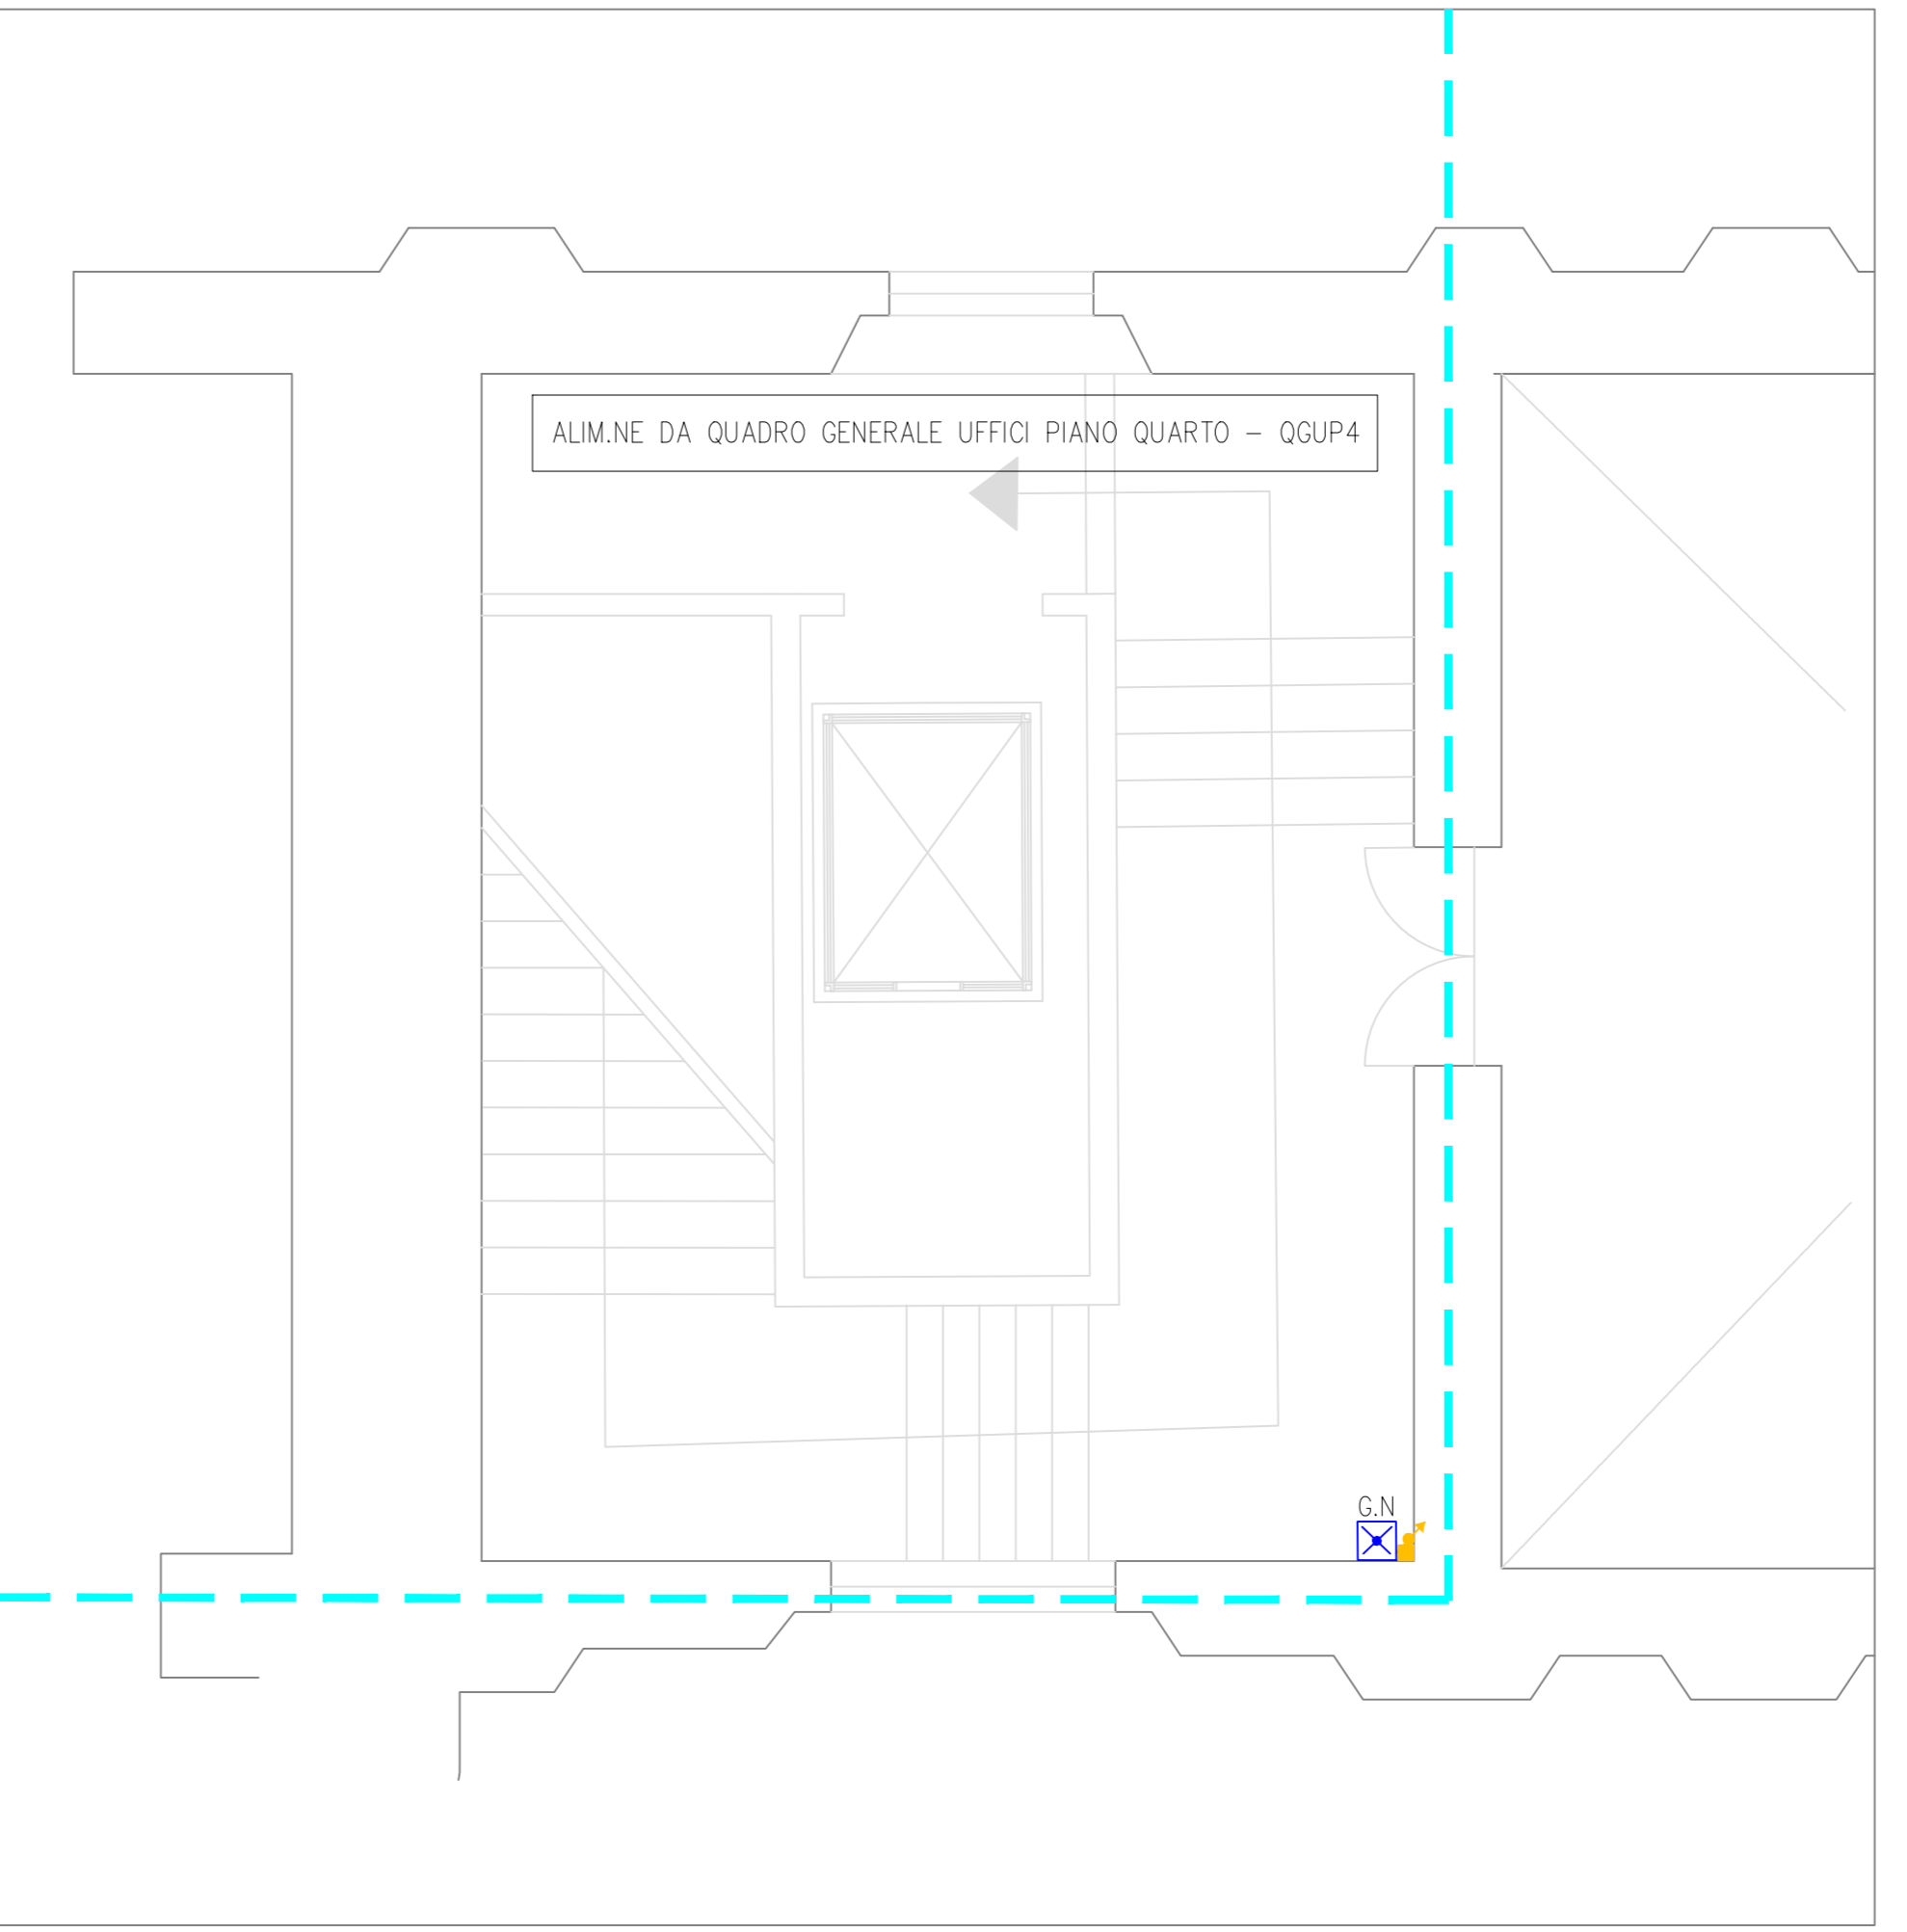 ALIM.NE DA QUADRO GENERALE UFFICI PIANO QUARTO – QGUP4
G.N